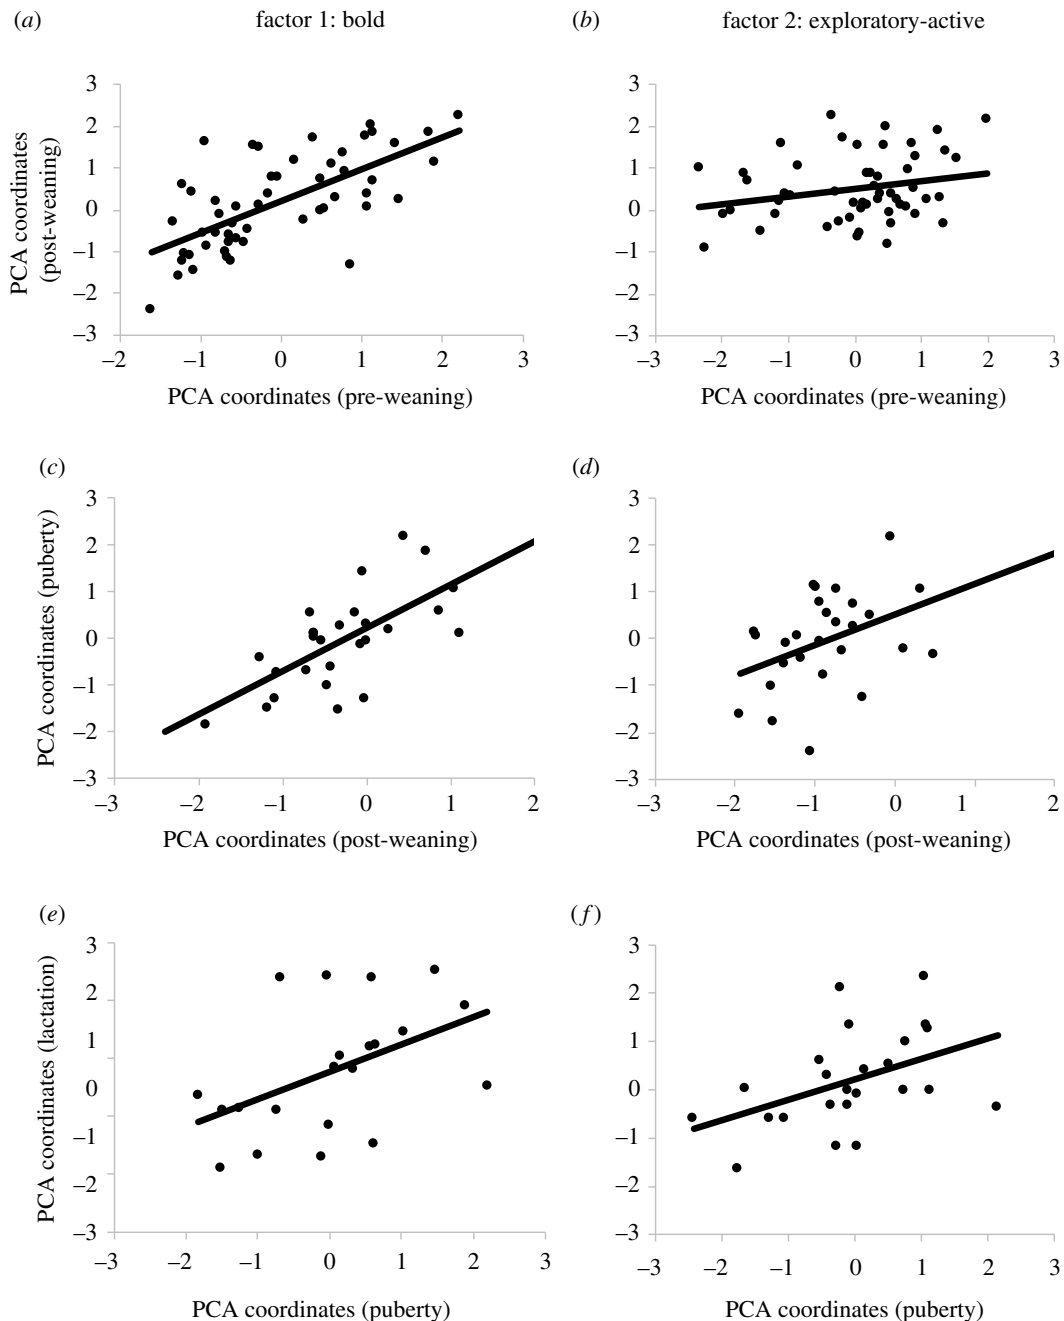 (a) factor 1: bold
(b) factor 2: exploratory-active
PCA coordinates
(post-weaning)
3
2
1
0
–1
–2
–3
–2 –1 0 1 2 3
PCA coordinates (pre-weaning)
3
2
1
0
–1
–2
–3
–3 –2 –1 0 1 2 3
PCA coordinates (pre-weaning)
(c)
PCA coordinates (puberty)
3
2
1
0
–1
–2
–3
–3 –2 –1 0 1 2
PCA coordinates (post-weaning)
(d)
3
2
1
0
–1
–2
–3
–3 –2 –1 0 1 2
PCA coordinates (post-weaning)
(e)
PCA coordinates (lactation)
3
2
1
0
–1
–2
–3
–3 –2 –1 0 1 2 3
PCA coordinates (puberty)
(f)
3
2
1
0
–1
–2
–3
–3 –2 –1 0 1 2 3
PCA coordinates (puberty)